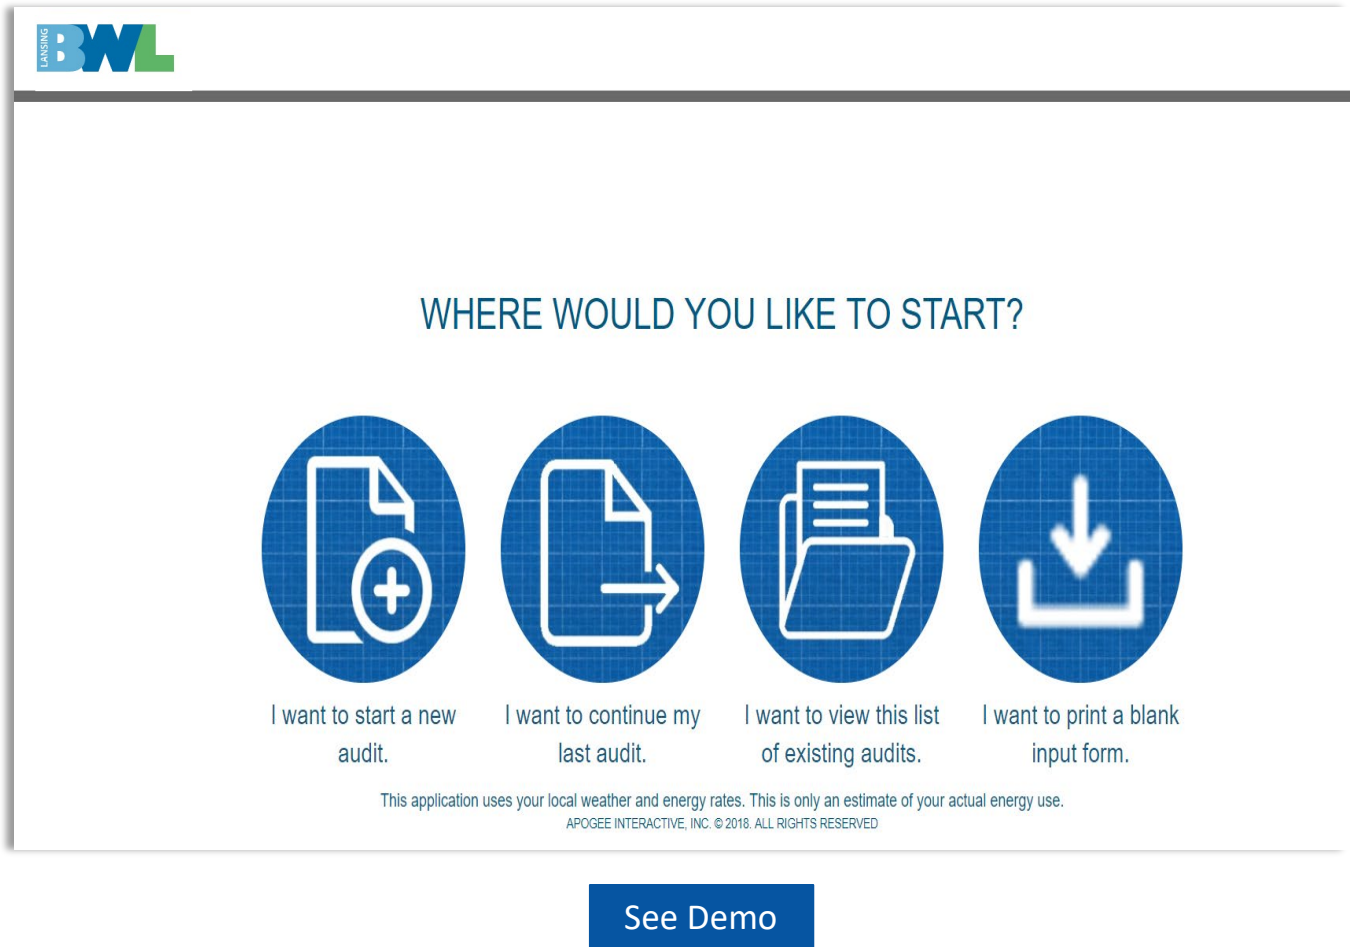 LANSING
BWL
WHERE WOULD YOU LIKE TO START?
I want to start a new
audit.
I want to continue my
last audit.
I want to view this list
of existing audits.
I want to print a blank
input form.
This application uses your local weather and energy rates. This is only an estimate of your actual energy use.
APOGEE INTERACTIVE, INC. © 2018. ALL RIGHTS RESERVED
See Demo